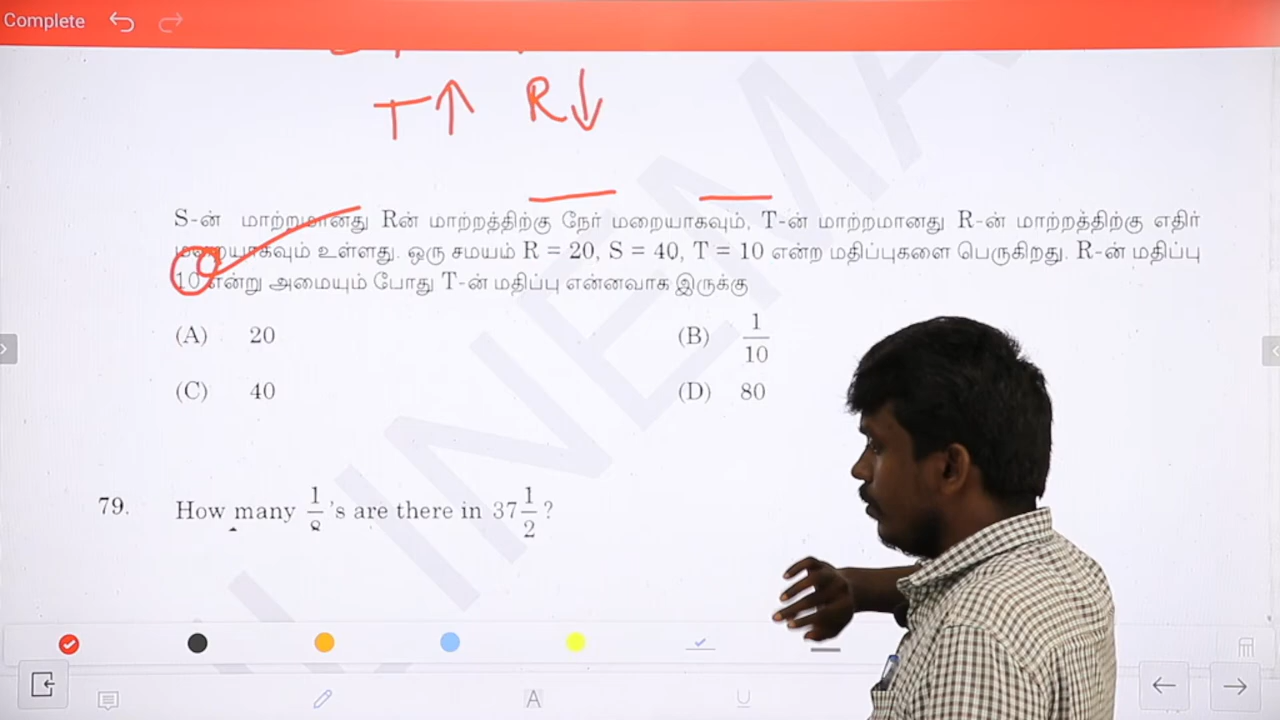 Complete
T↑ R↓
S-ன் மாற்றமானது Rன் மாற்றத்திற்கு நேர் மறையாகவும், T-ன் மாற்றமானது R-ன் மாற்றத்திற்கு எதிர்
மறையாகவும் உள்ளது. ஒரு சமயம் R = 20, S = 40, T = 10 என்ற மதிப்புகளை பெருகிறது. R-ன் மதிப்பு
10 என்று அமையும் போது T-ன் மதிப்பு என்னவாக இருக்கு
(A) 20 (B) 1/10
(C) 40 (D) 80
79. How many 1/8's are there in 37 1/2?
A U